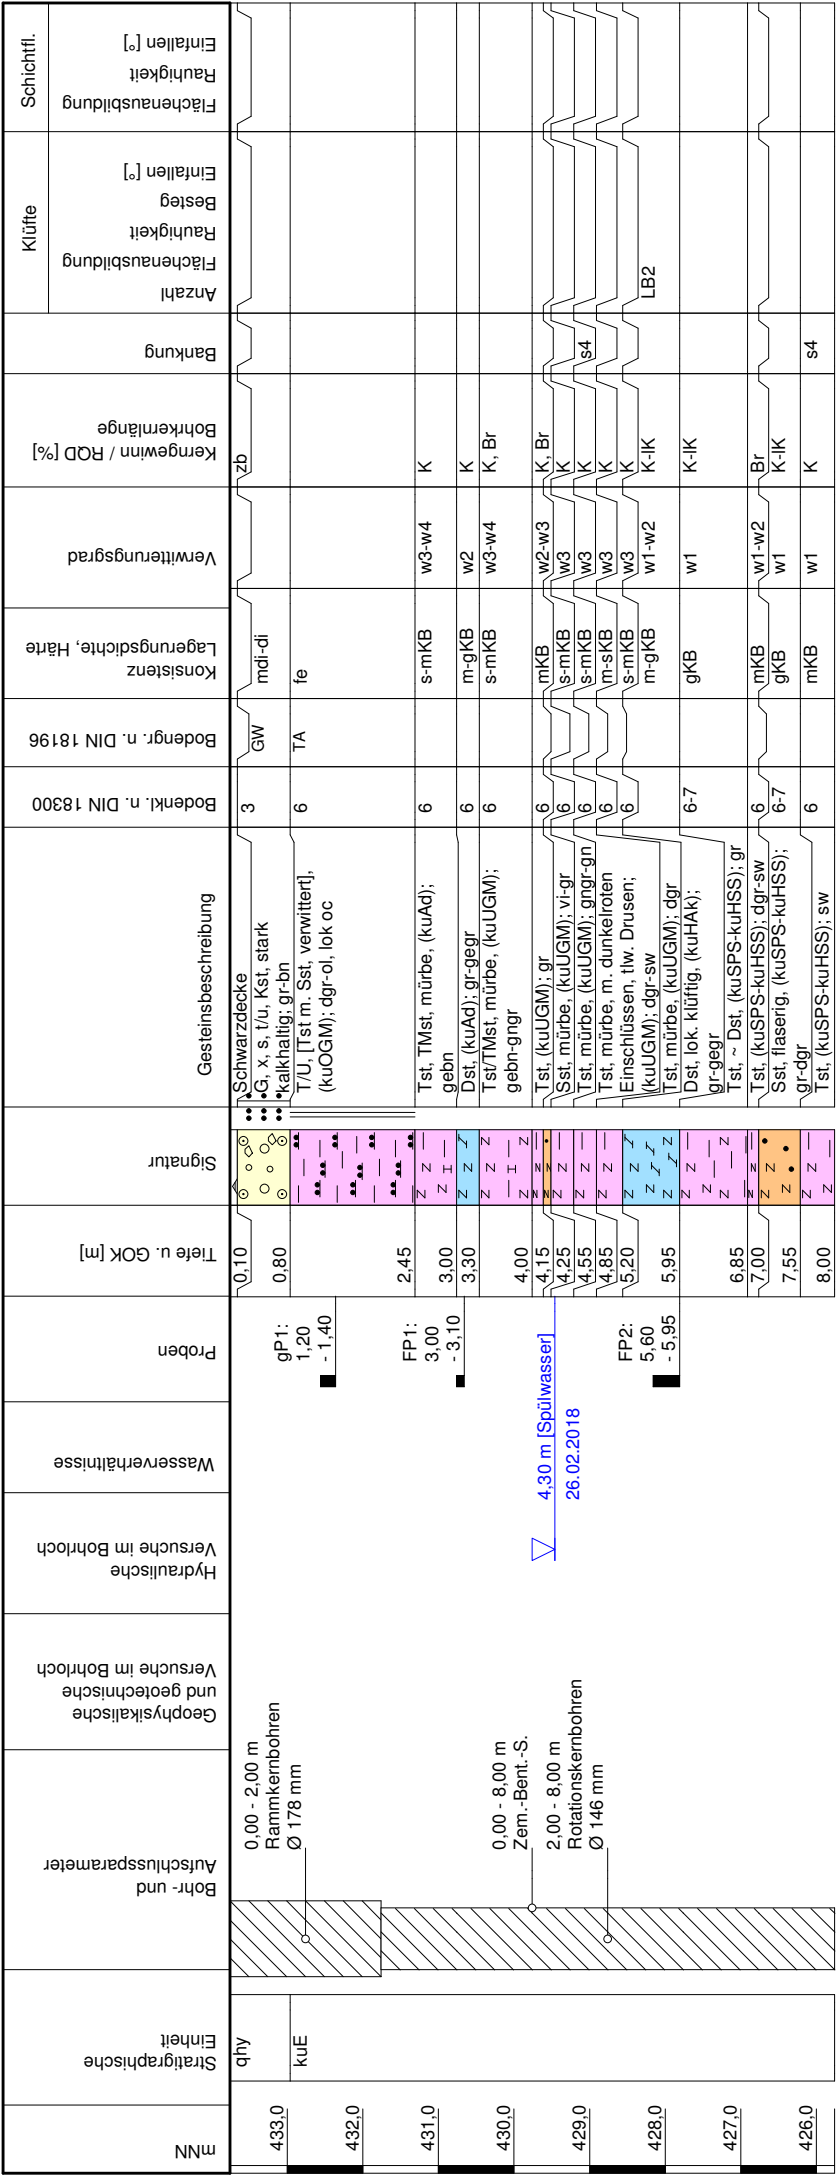 mNN
Stratigraphische
Einheit
Bohr- und
Aufschlussparameter
Geophysikalische
und geotechnische
Versuche im Bohrloch
Hydraulische
Versuche im Bohrloch
Wasserverhältnisse
Proben
Tiefe u. GOK [m]
Signatur
Gesteinsbeschreibung
Bodenkl. n. DIN 18300
Bodengr. n. DIN 18196
Konsistenz
Lagerungsdichte, Härte
Verwitterungsgrad
Kerngewinn / RQD [%]
Bohrkernlänge
Bankung
Klüfte
Anzahl
Flächenausbildung
Rauhigkeit
Besteg
Einfallen [°]
Schichtfl.
Flächenausbildung
Rauhigkeit
Einfallen [°]
433,0
432,0
431,0
430,0
429,0
428,0
427,0
426,0
qhy
kuE
0,00 - 2,00 m
Rammkernbohren
Ø 178 mm
0,00 - 8,00 m
Zem.-Bent.-S.
2,00 - 8,00 m
Rotationskernbohren
Ø 146 mm
4,30 m [Spülwasser]
26.02.2018
gP1:
1,20
- 1,40
FP1:
3,00
- 3,10
FP2:
5,60
- 5,95
0,10
0,80
2,45
3,00
3,30
4,00
4,15
4,25
4,55
4,85
5,20
5,95
6,85
7,00
7,55
8,00
Schwarzdecke
G, x, s, t/u, Kst, stark
kalkhaltig; gr-bn
T/U, [Tst m. Sst, verwittert],
(kuOGM); dgr-ol, lok oc
Tst, TMst, mürbe, (kuAd);
gebn
Dst, (kuAd); gr-gegr
Tst/TMst, mürbe, (kuUGM);
gebn-gngr
Tst, (kuUGM); gr
Sst, mürbe, (kuUGM); vi-gr
Tst, mürbe, (kuUGM); gngr-gn
Tst, mürbe, m. dunkelroten
Einschlüssen, tlw. Drusen;
(kuUGM); dgr-sw
Tst, mürbe, (kuUGM); dgr
Dst, lok. klüftig, (kuHAk);
gr-gegr
Tst, ~ Dst, (kuSPS-kuHSS); gr
Tst, (kuSPS-kuHSS); dgr-sw
Sst, flaserig, (kuSPS-kuHSS);
gr-dgr
Tst, (kuSPS-kuHSS); sw
3
6
6
6
6
6
6
6
6
6
6-7
6
6-7
6
GW
TA
mdi-di
fe
s-mKB
m-gKB
s-mKB
mKB
s-mKB
s-mKB
m-sKB
s-mKB
m-gKB
gKB
mKB
gKB
mKB
w3-w4
w2
w3-w4
w2-w3
w3
w3
w3
w3
w1-w2
w1
w1-w2
w1
w1
zb
K
K
K, Br
K, Br
K
K
K
K
K-lK
K-lK
Br
K-lK
K
s4
s4
LB2